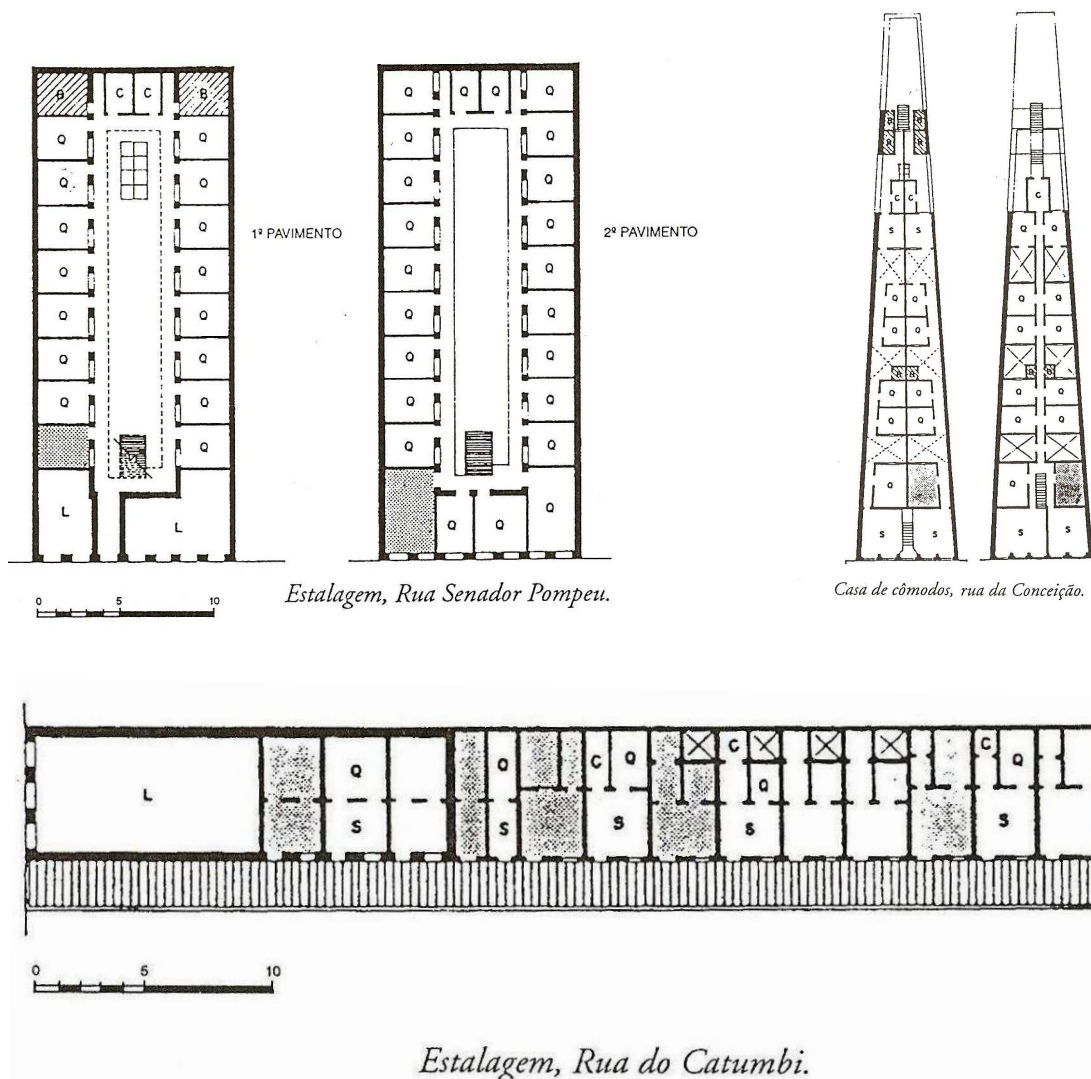 B C C B
Q Q
Q Q
Q Q
Q Q
Q Q
Q Q
Q Q
Q
L L
1º PAVIMENTO
Q Q Q Q
Q Q
Q Q
Q Q
Q Q
Q Q
Q Q
Q Q
Q Q
Q Q Q
2º PAVIMENTO
0 5 10
Estalagem, Rua Senador Pompeu.
B B
B B
C C
S S
Q Q
Q Q
B B
Q Q
Q Q
Q
S S
C
Q Q
Q Q
Q Q
B B
Q Q
Q Q
Q
S S
Casa de cômodos, rua da Conceição.
L
Q Q C Q C C Q
Q
S S S S S
0 5 10
Estalagem, Rua do Catumbi.